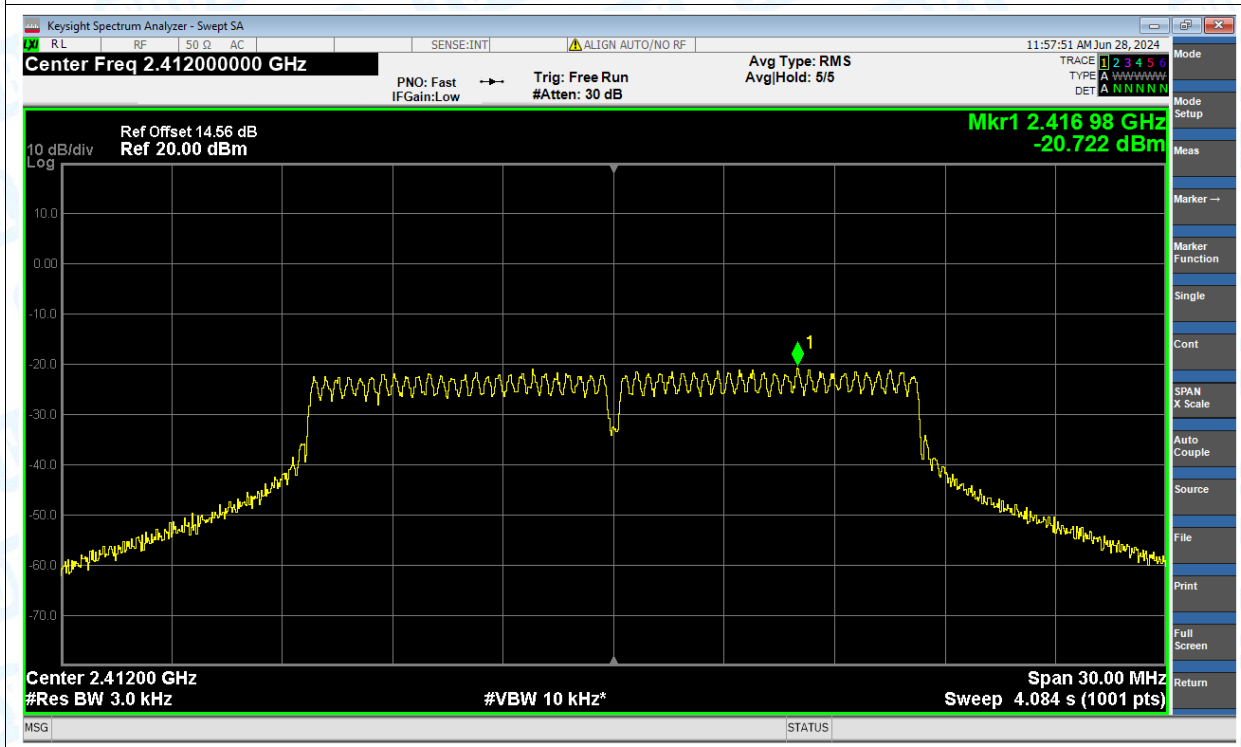 Keysight Spectrum Analyzer - Swept SA
LXI RL RF 50 Ω AC SENSE:INT ALIGN AUTO/NO RF 11:57:51 AM Jun 28, 2024
Center Freq 2.412000000 GHz
PNO: Fast
IFGain:Low
Trig: Free Run
#Atten: 30 dB
Avg Type: RMS
Avg|Hold: 5/5
TRACE 1 2 3 4 5 6
TYPE A WWWWW
DET A N N N N N
Ref Offset 14.56 dB
10 dB/div Ref 20.00 dBm
Log
Mkr1 2.416 98 GHz
-20.722 dBm
10.0
0.00
-10.0
-20.0
-30.0
-40.0
-50.0
-60.0
-70.0
1
Center 2.41200 GHz
Span 30.00 MHz
#Res BW 3.0 kHz
#VBW 10 kHz*
Sweep 4.084 s (1001 pts)
MSG
STATUS
Mode
Mode
Setup
Meas
Marker →
Marker
Function
Single
Cont
SPAN
X Scale
Auto
Couple
Source
File
Print
Full
Screen
Return